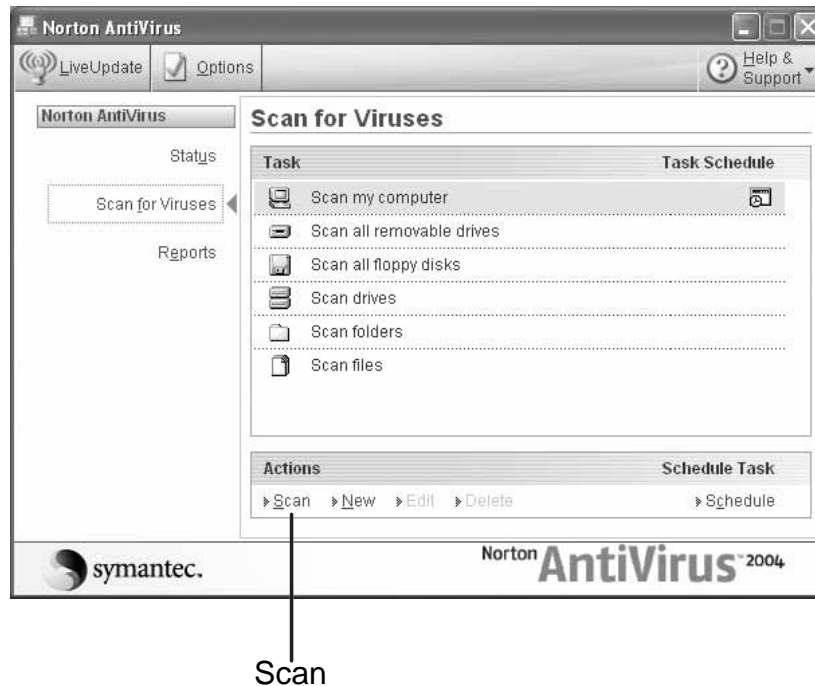 Norton AntiVirus
LiveUpdate Options Help & Support
Norton AntiVirus
Status
Scan for Viruses
Reports
Scan for Viruses
Task Task Schedule
Scan my computer
Scan all removable drives
Scan all floppy disks
Scan drives
Scan folders
Scan files
Actions Schedule Task
Scan New Edit Delete Schedule
symantec.
Norton AntiVirus 2004
Scan